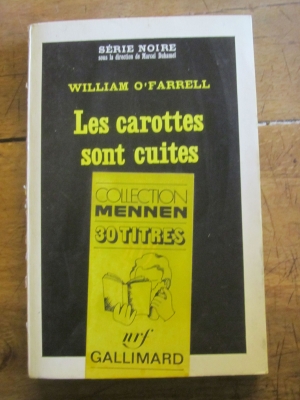 SÉRIE NOIRE
sous la direction de Marcel Duhamel
WILLIAM O'FARRELL
Les carottes
sont cuites
COLLECTION
MENNEN
30 TITRES
nrf
GALLIMARD